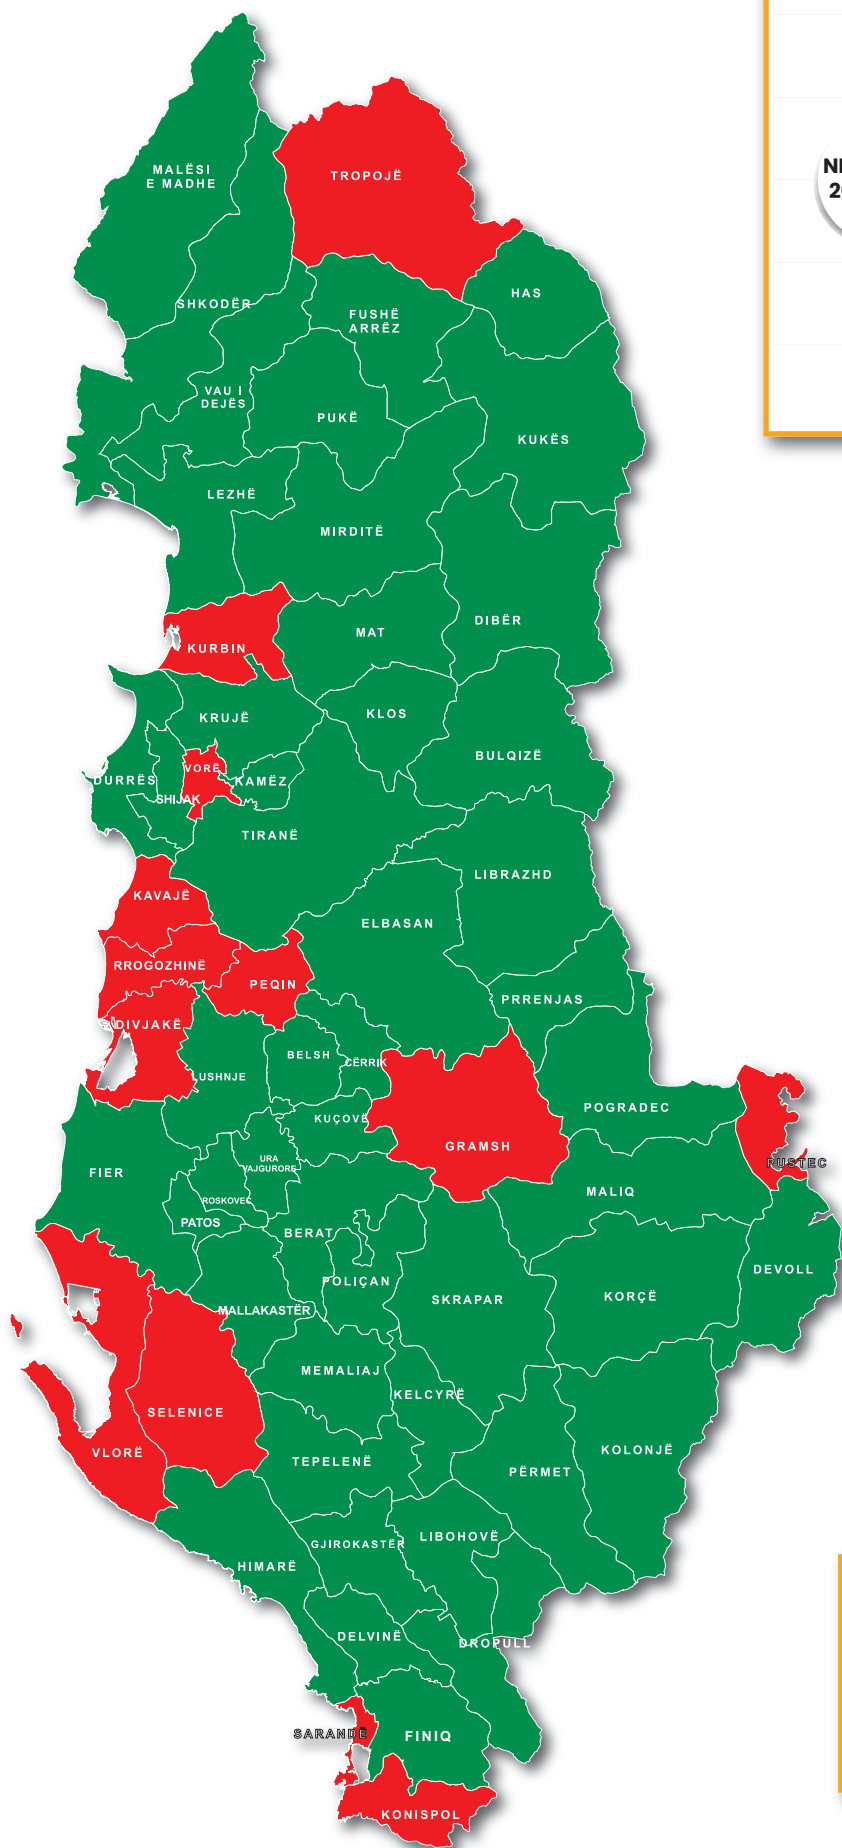 TROPOJË
MALËSI
E MADHE
HAS
SHKODËR
FUSHË
ARRËZ
VAU I
DEJËS
PUKË
KUKËS
LEZHË
MIRDITË
DIBËR
MAT
KURBIN
KLOS
KRUJË
BULQIZË
VORË
DURRËS
KAMËZ
SHIJAK
TIRANË
LIBRAZHD
KAVAJË
ELBASAN
RROGOZHINË
PEQIN
PRRENJAS
DIVJAKË
BELSH
CËRRIK
LUSHNJE
POGRADEC
KUÇOVË
GRAMSH
URA
VAJGURORE
PUSTEC
FIER
MALIQ
ROSKOVEC
PATOS
BERAT
DEVOLL
POLIÇAN
KORÇË
SKRAPAR
MALLAKASTËR
MEMALIAJ
KELCYRË
SELENICE
KOLONJË
VLORË
TEPELENË
PËRMET
LIBOHOVË
GJIROKASTËR
HIMARË
DELVINË
DROPULL
SARANDË
FINIQ
KONISPOL